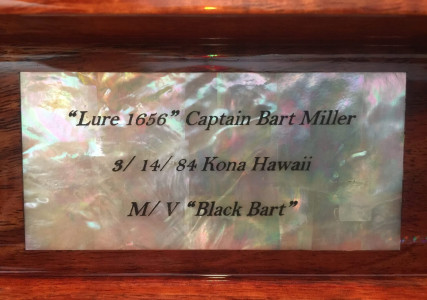 “Lure 1656” Captain Bart Miller
3/ 14/ 84 Kona Hawaii
M/ V “Black Bart”